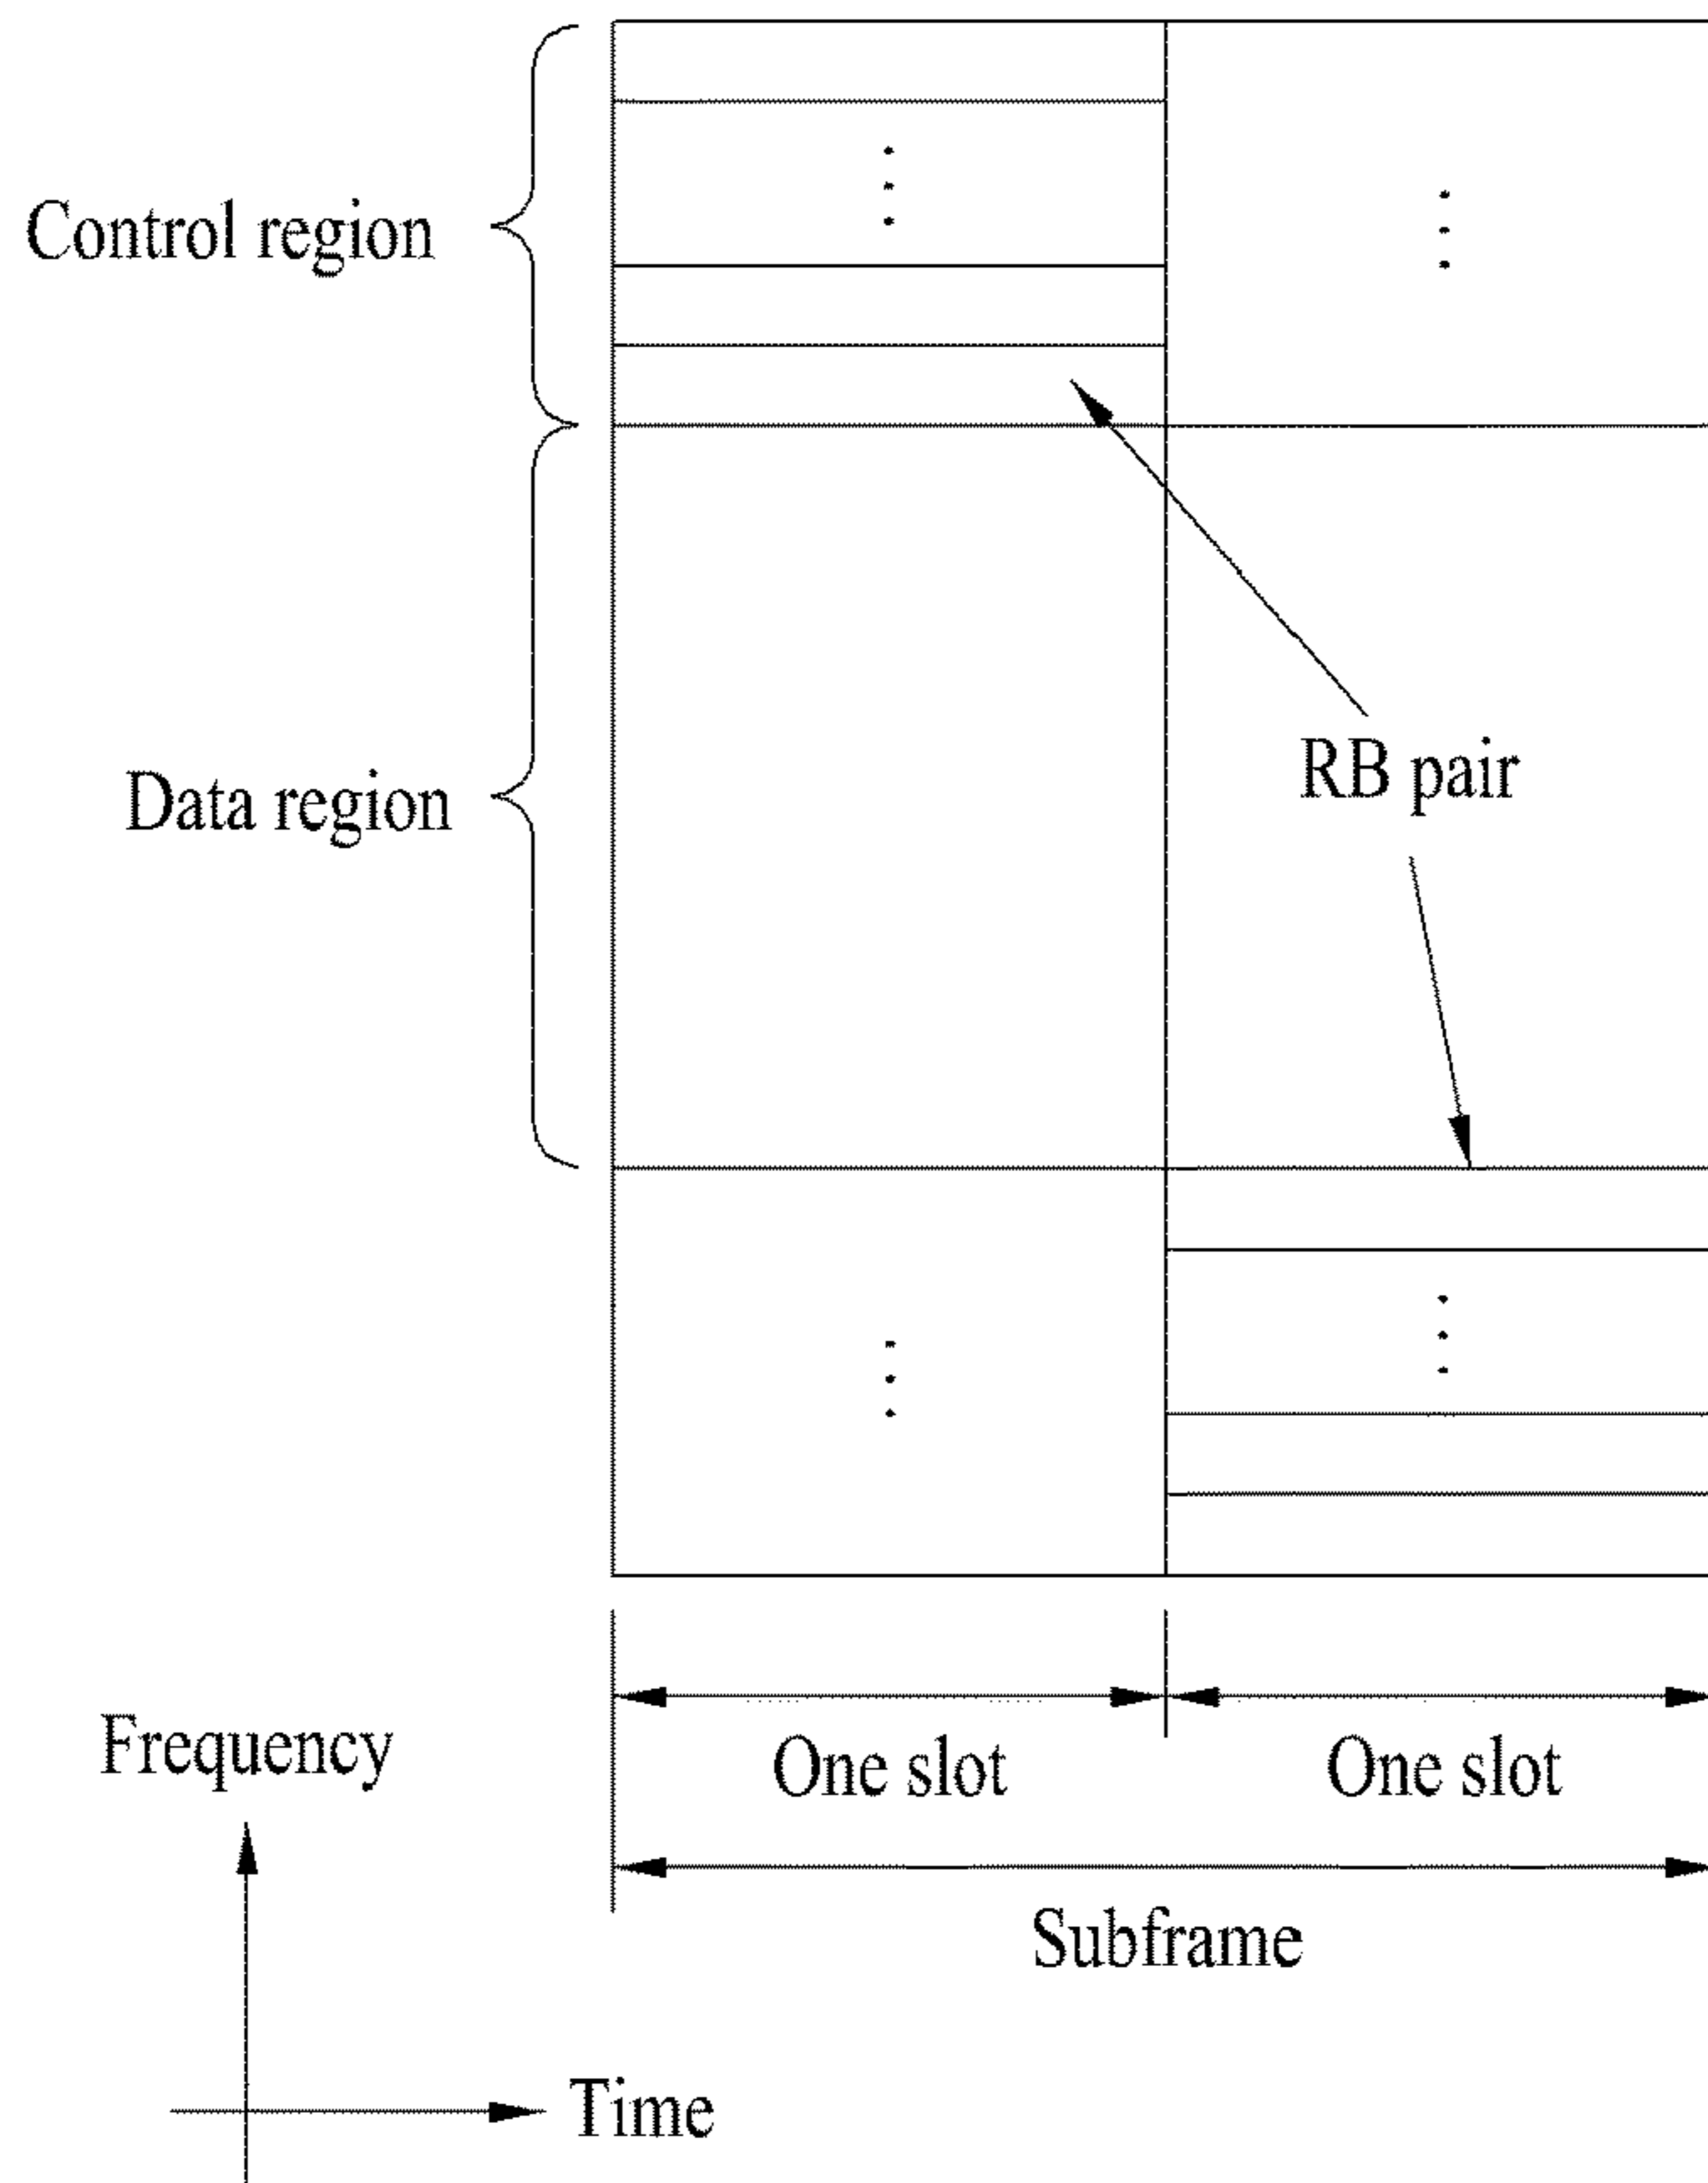 Control region
Data region
RB pair
One slot
One slot
Subframe
Frequency
Time